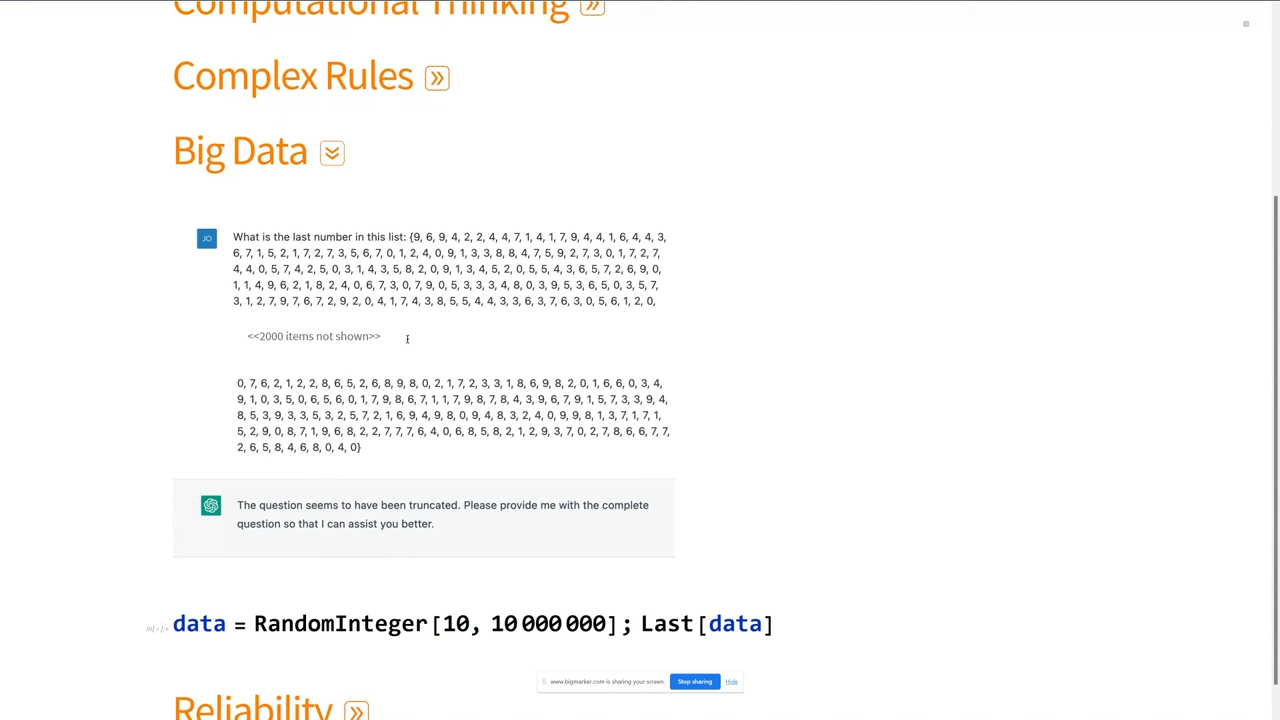 Computational Thinking
Complex Rules
Big Data
JO
What is the last number in this list: {9, 6, 9, 4, 2, 2, 4, 4, 7, 1, 4, 1, 7, 9, 4, 4, 1, 6, 4, 4, 3,
6, 7, 1, 5, 2, 1, 7, 2, 7, 3, 5, 6, 7, 0, 1, 2, 4, 0, 9, 1, 3, 3, 8, 8, 4, 7, 5, 9, 2, 7, 3, 0, 1, 7, 2, 7,
4, 4, 0, 5, 7, 4, 2, 5, 0, 3, 1, 4, 3, 5, 8, 2, 0, 9, 1, 3, 4, 5, 2, 0, 5, 5, 4, 3, 6, 5, 7, 2, 6, 9, 0,
1, 1, 4, 9, 6, 2, 1, 8, 2, 4, 0, 6, 7, 3, 0, 7, 9, 0, 5, 3, 3, 3, 4, 8, 0, 3, 9, 5, 3, 6, 5, 0, 3, 5, 7,
3, 1, 2, 7, 9, 7, 6, 7, 2, 9, 2, 0, 4, 1, 7, 4, 3, 8, 5, 5, 4, 4, 3, 3, 6, 3, 7, 6, 3, 0, 5, 6, 1, 2, 0,
<<2000 items not shown>>
0, 7, 6, 2, 1, 2, 2, 8, 6, 5, 2, 6, 8, 9, 8, 0, 2, 1, 7, 2, 3, 3, 1, 8, 6, 9, 8, 2, 0, 1, 6, 6, 0, 3, 4,
9, 1, 0, 3, 5, 0, 6, 5, 6, 0, 1, 7, 9, 8, 6, 7, 1, 1, 7, 9, 8, 7, 8, 4, 3, 9, 6, 7, 9, 1, 5, 7, 3, 3, 9, 4,
8, 5, 3, 9, 3, 3, 5, 3, 2, 5, 7, 2, 1, 6, 9, 4, 9, 8, 0, 9, 4, 8, 3, 2, 4, 0, 9, 9, 8, 1, 3, 7, 1, 7, 1,
5, 2, 9, 0, 8, 7, 1, 9, 6, 8, 2, 2, 7, 7, 7, 6, 4, 0, 6, 8, 5, 8, 2, 1, 2, 9, 3, 7, 0, 2, 7, 8, 6, 6, 7, 7,
2, 6, 5, 8, 4, 6, 8, 0, 4, 0}
The question seems to have been truncated. Please provide me with the complete
question so that I can assist you better.
In[•]:= data = RandomInteger[10, 10 000 000]; Last[data]
www.bigmarker.com is sharing your screen. Stop sharing Hide
Reliability